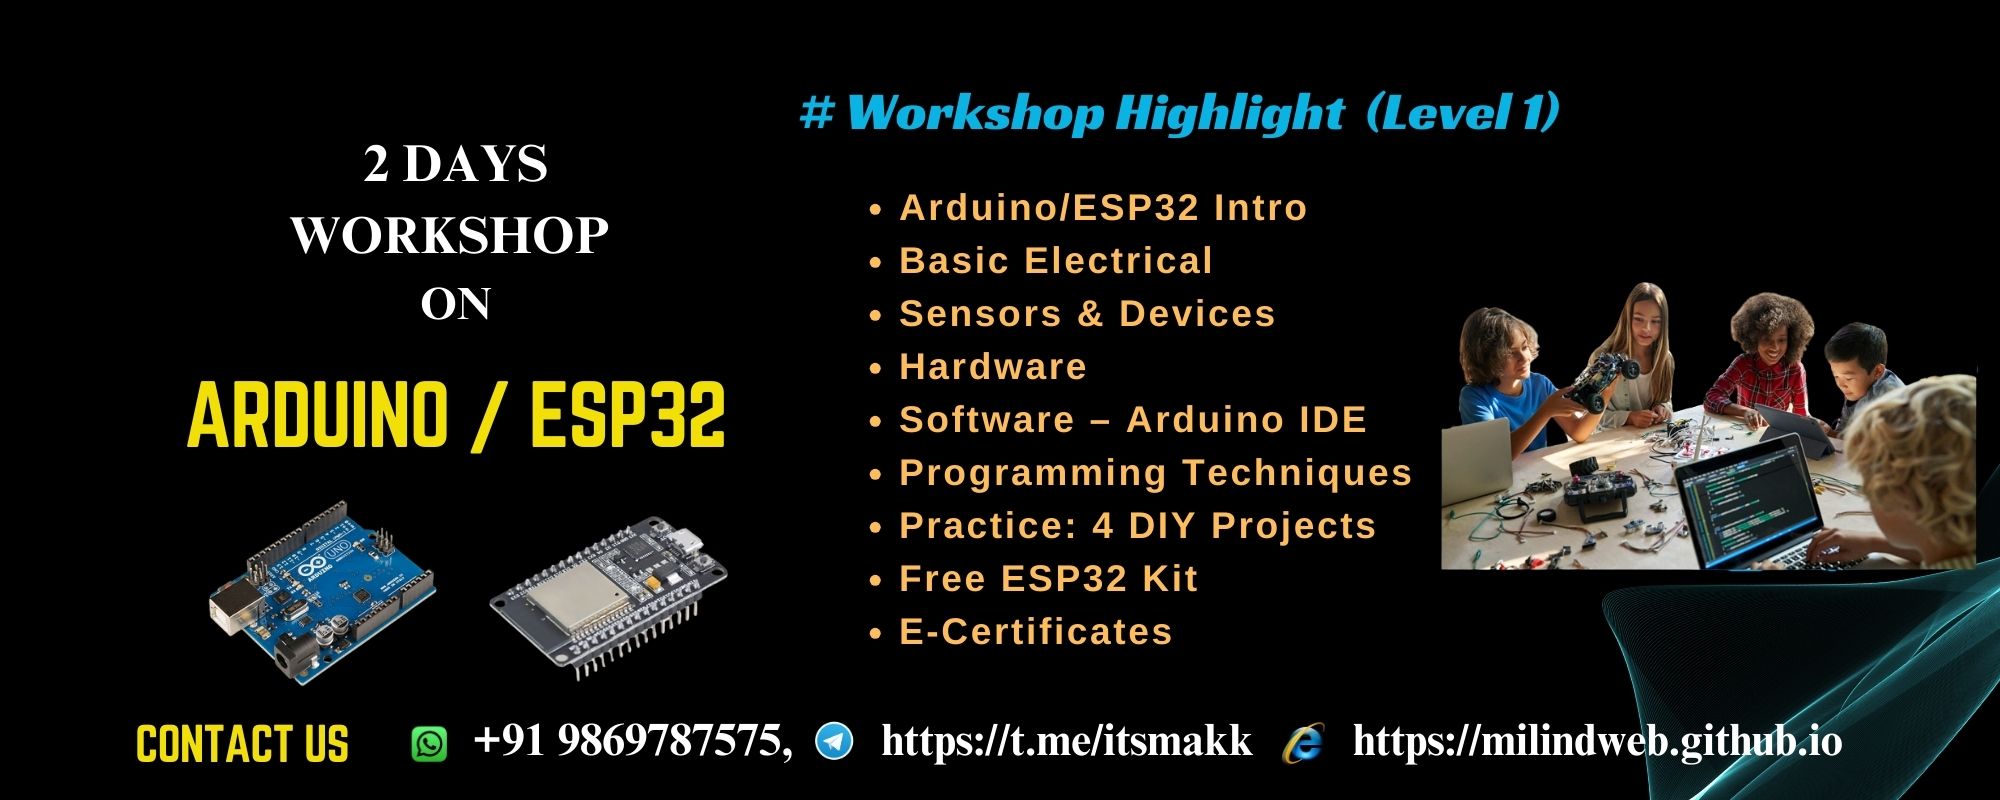 # Workshop Highlight (Level 1)
2 DAYS
WORKSHOP
ON
ARDUINO / ESP32
• Arduino/ESP32 Intro
• Basic Electrical
• Sensors & Devices
• Hardware
• Software – Arduino IDE
• Programming Techniques
• Practice: 4 DIY Projects
• Free ESP32 Kit
• E-Certificates
UNO
ARDUINO
CONTACT US +91 9869787575, https://t.me/itsmakk https://milindweb.github.io